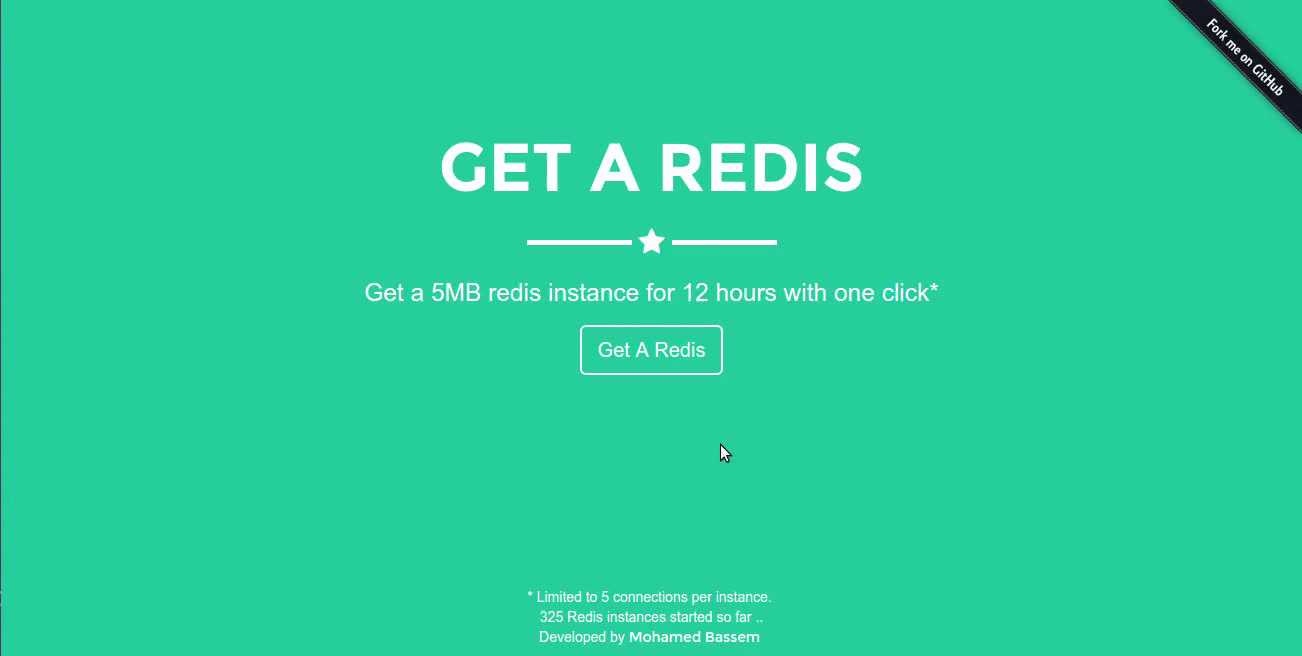 Fork me on GitHub
GET A REDIS
Get a 5MB redis instance for 12 hours with one click*
Get A Redis
* Limited to 5 connections per instance.
325 Redis instances started so far ..
Developed by Mohamed Bassem